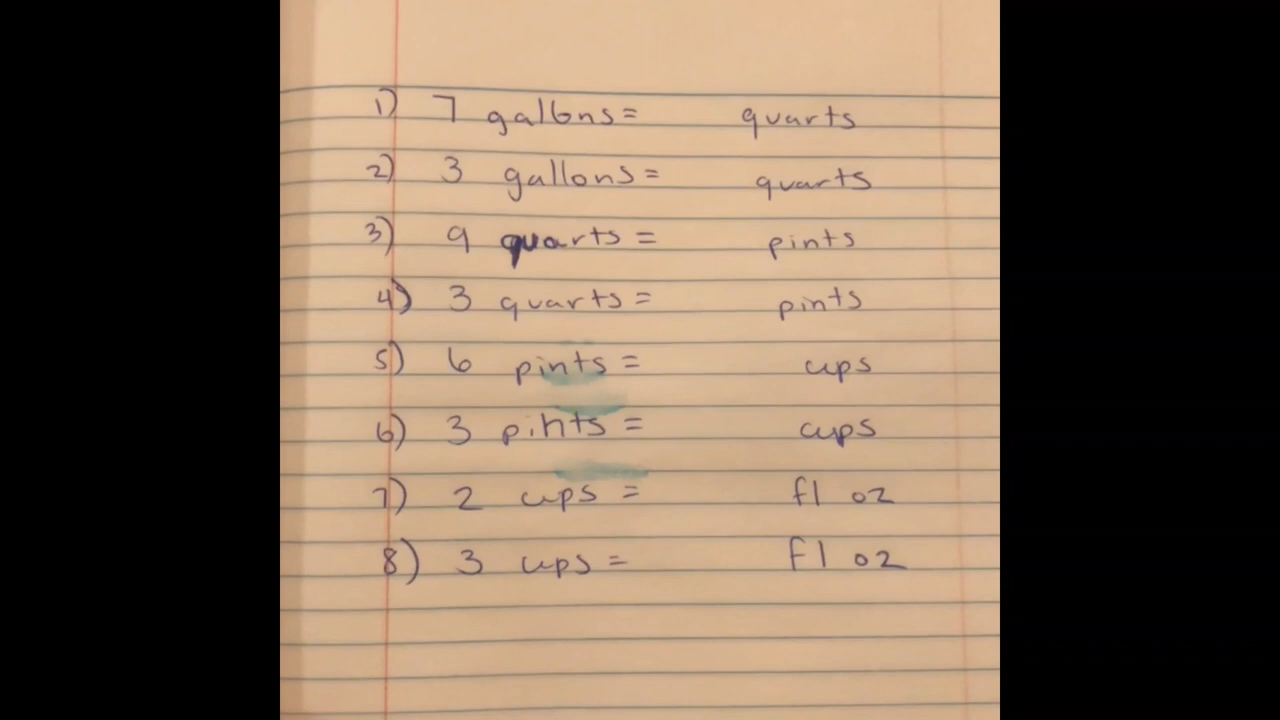 1) 7 gallons = quarts
2) 3 gallons = quarts
3) 9 quarts = pints
4) 3 quarts = pints
5) 6 pints = cups
6) 3 pints = cups
7) 2 cups = fl oz
8) 3 cups = fl oz